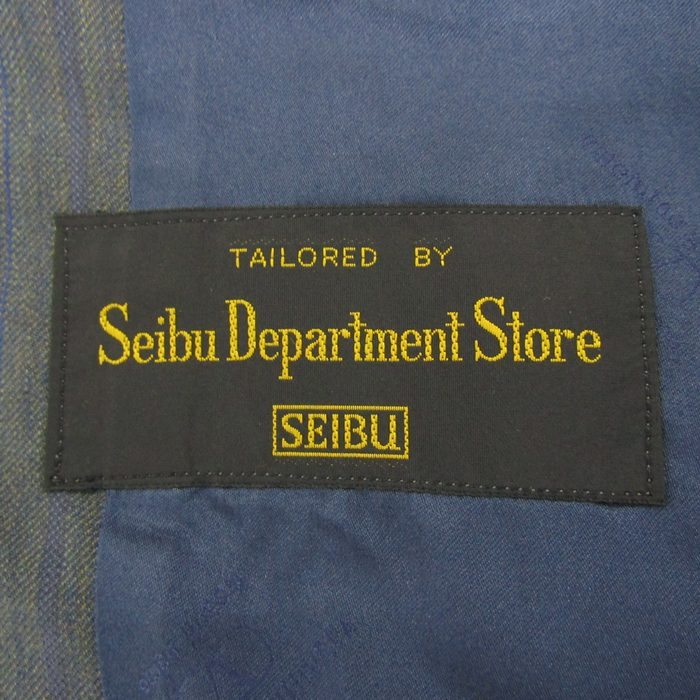 TAILORED BY
Seibu Department Store
SEIBU